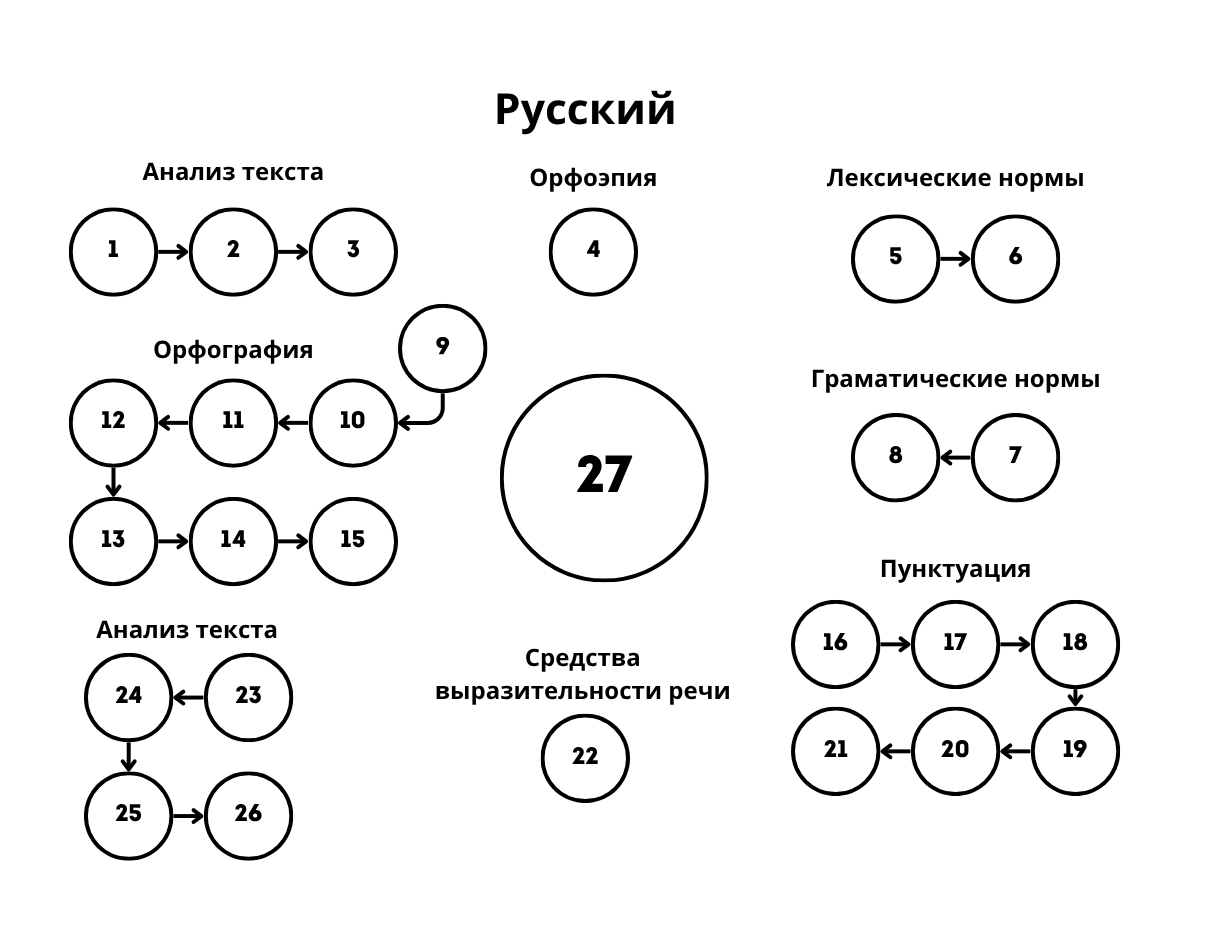 Русский
Анализ текста
1 2 3
Орфоэпия
4
Лексические нормы
5 6
Орфография
9
12 11 10
13 14 15
27
Граматические нормы
8 7
Пунктуация
16 17 18
21 20 19
Анализ текста
24 23
25 26
Средства
выразительности речи
22